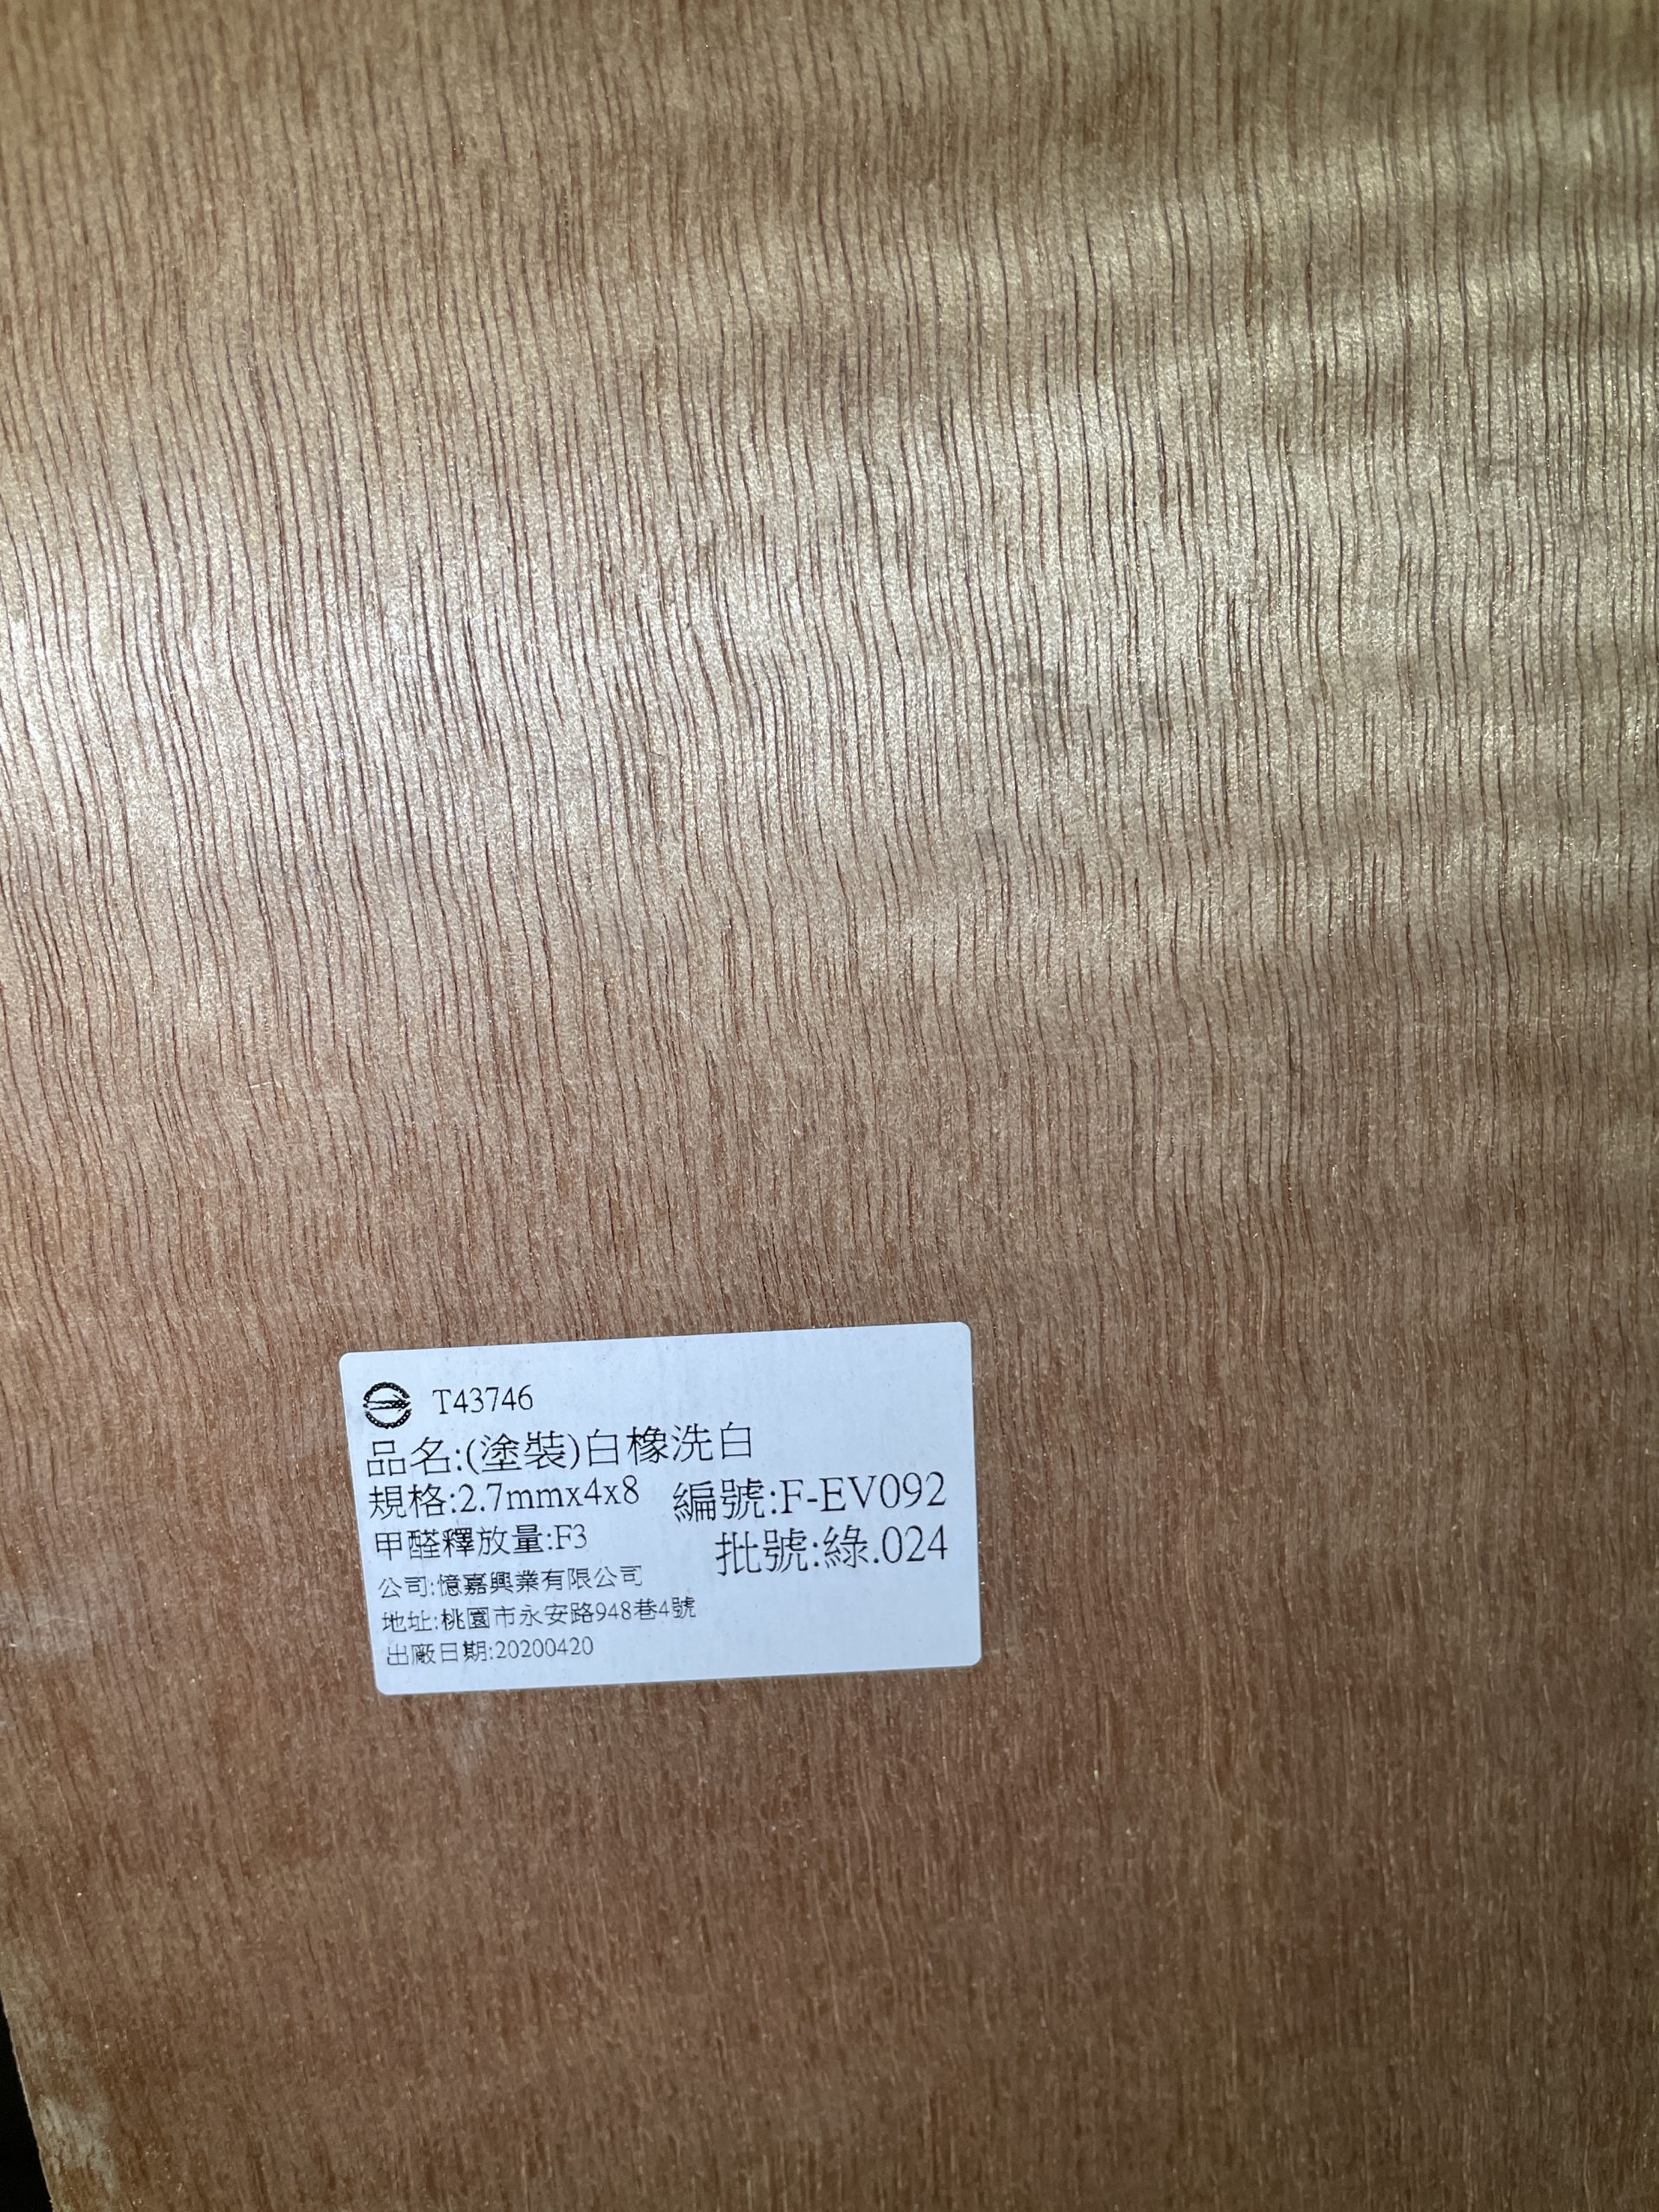 T43746
品名:(塗裝)白橡洗白
規格:2.7mmx4x8 編號:F-EV092
甲醛釋放量:F3 批號:綠.024
公司:憶嘉興業有限公司
地址:桃園市永安路948巷4號
出廠日期:20200420